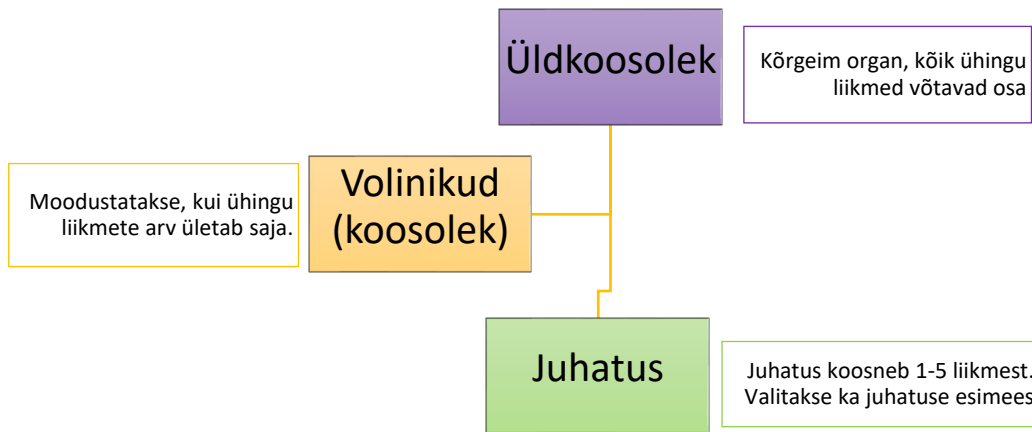 Üldkoosolek
Kõrgeim organ, kõik ühingu
liikmed võtavad osa
Moodustatakse, kui ühingu
liikmete arv ületab saja.
Volinikud
(koosolek)
Juhatus
Juhatus koosneb 1-5 liikmest.
Valitakse ka juhatuse esimees